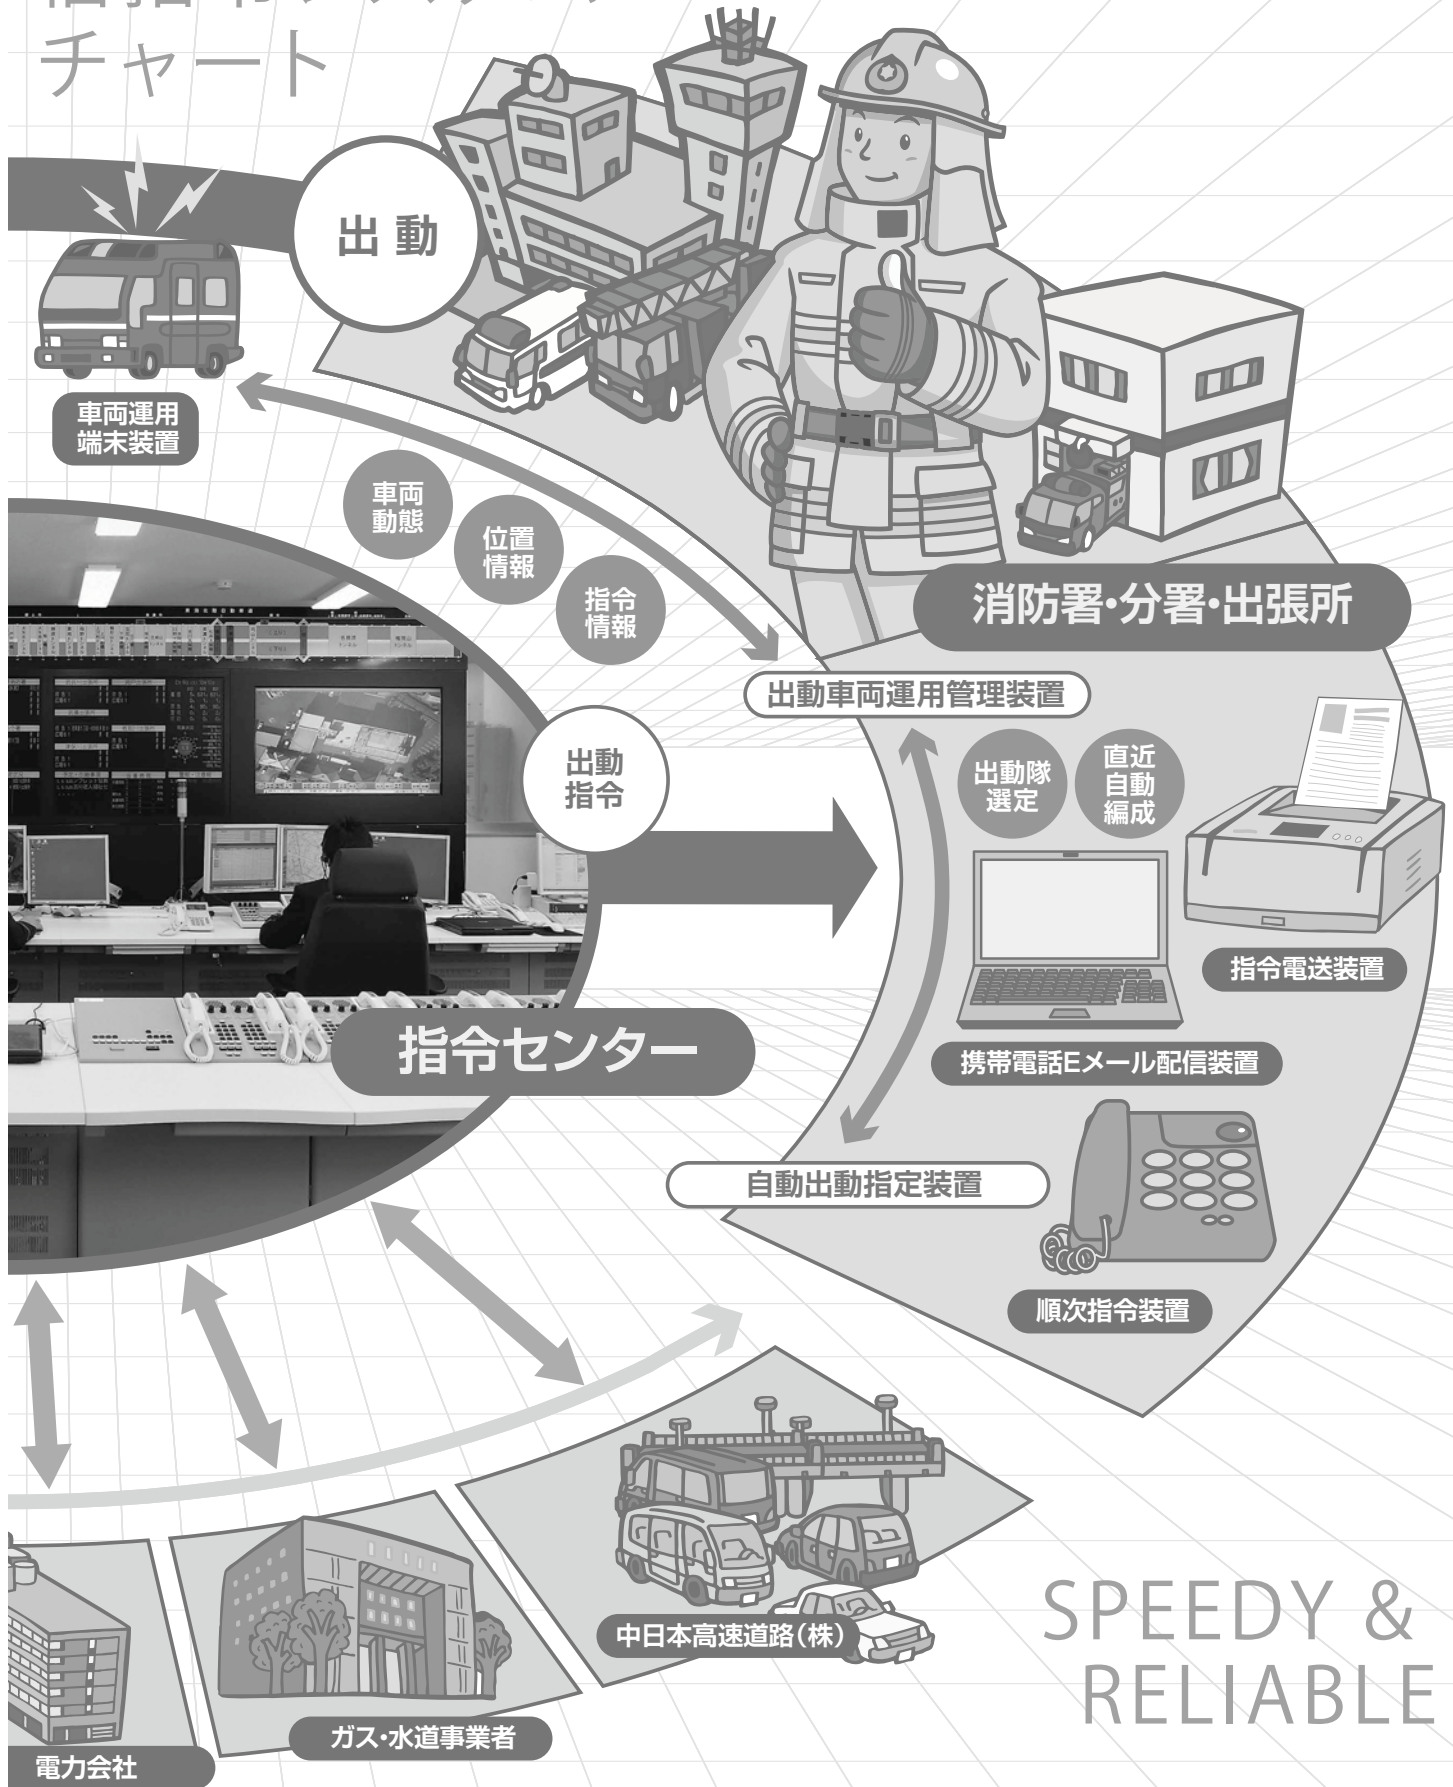 チャート
出動
車両運用
端末装置
車両
動態
位置
情報
指令
情報
消防署・分署・出張所
出動車両運用管理装置
出動
指令
出動隊
選定
直近
自動
編成
指令電送装置
指令センター
携帯電話Eメール配信装置
自動出動指定装置
順次指令装置
中日本高速道路（株）
ガス・水道事業者
電力会社
SPEEDY &
RELIABLE